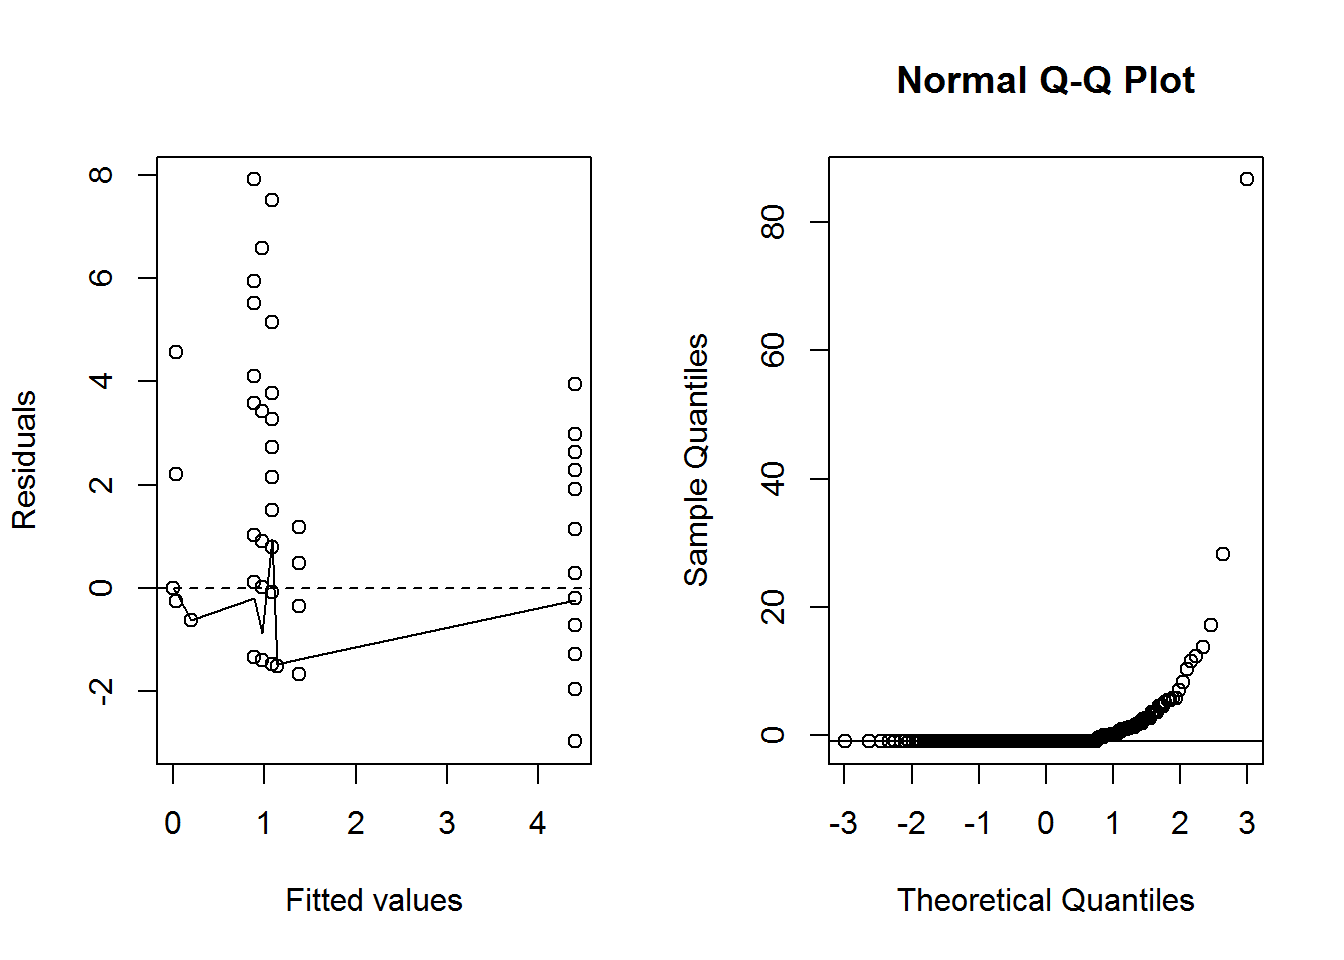 Residuals
8
6
4
2
0
-2
0 1 2 3 4
Fitted values
Normal Q-Q Plot
Sample Quantiles
80
60
40
20
0
-3 -2 -1 0 1 2 3
Theoretical Quantiles